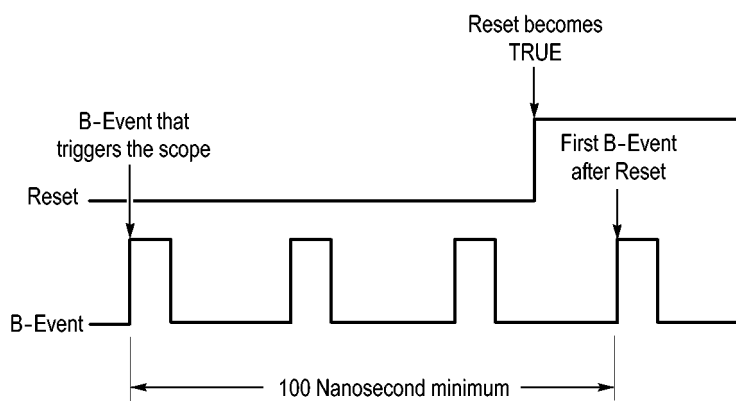 Reset becomes
TRUE
B-Event that
triggers the scope
First B-Event
after Reset
Reset
B-Event
100 Nanosecond minimum